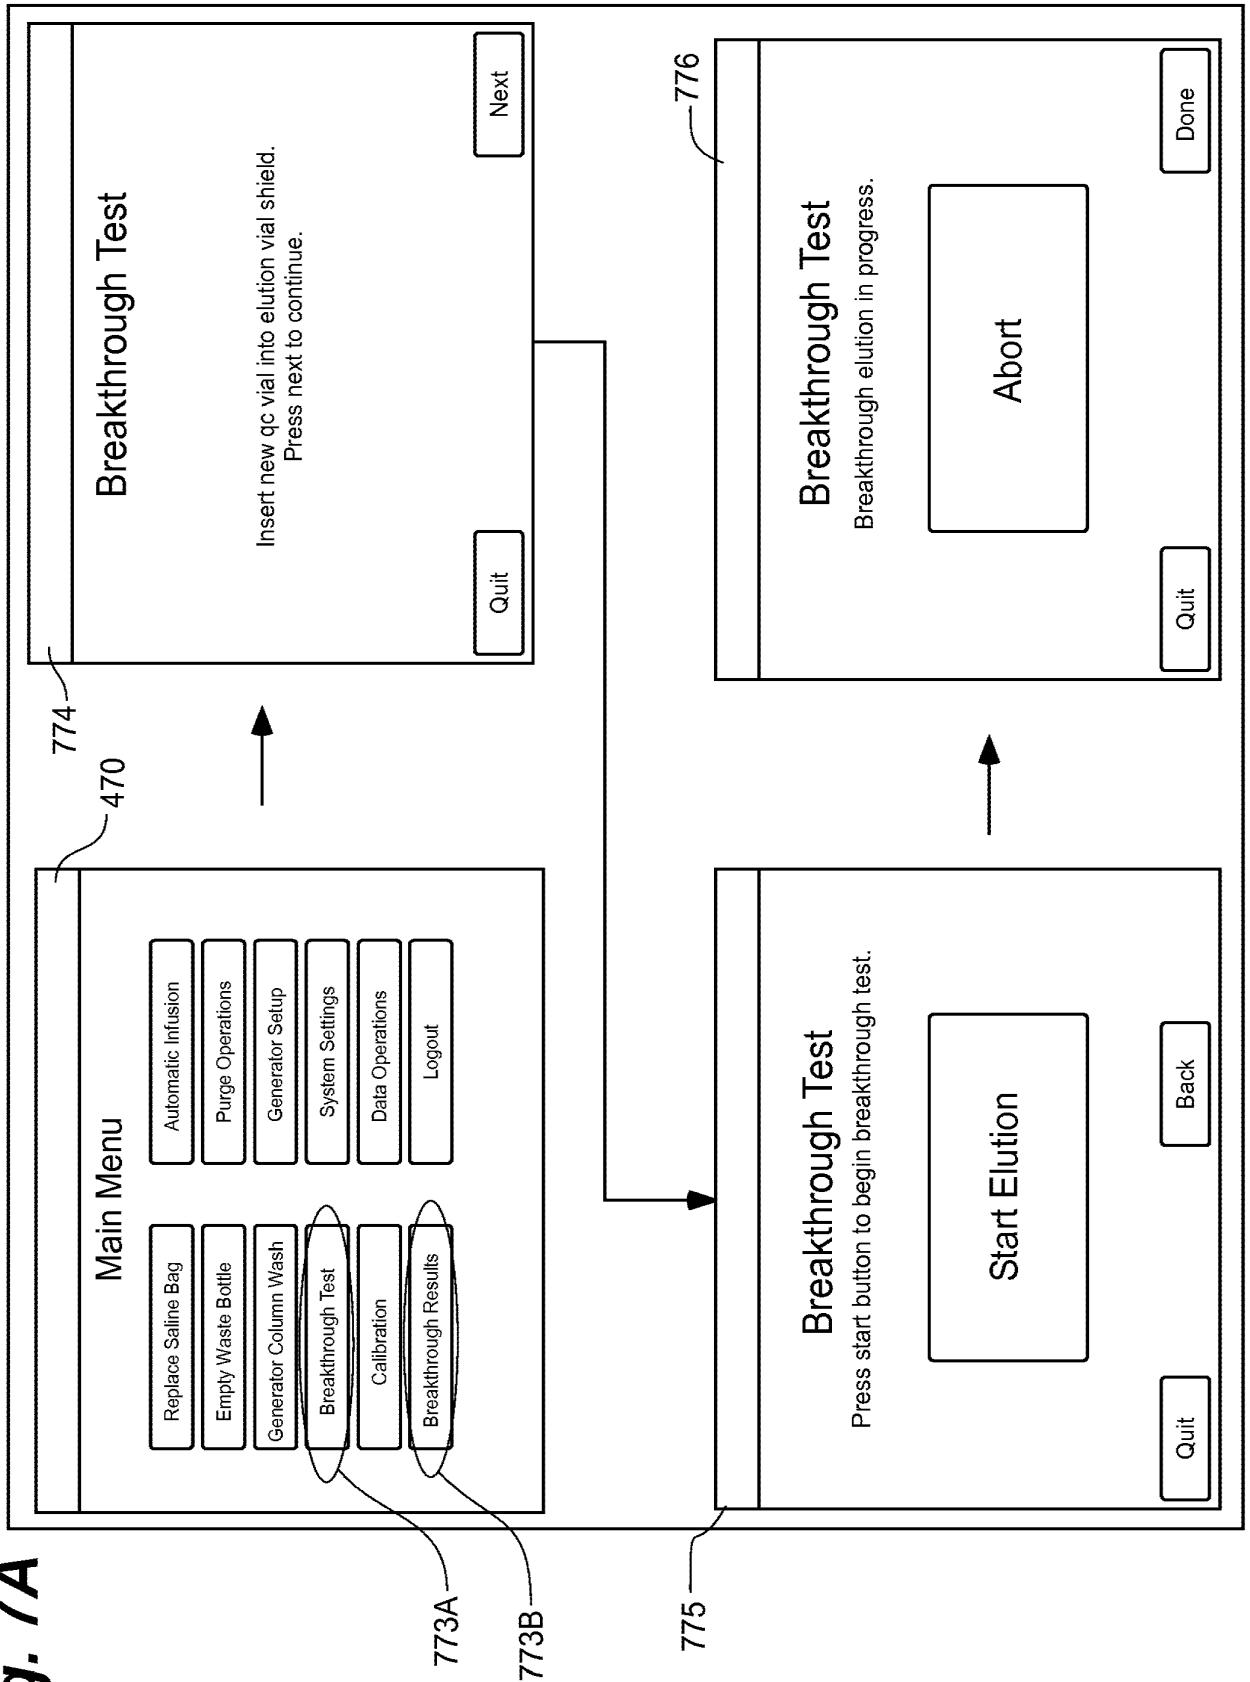 g. 7A
470
Main Menu
Replace Saline Bag
Empty Waste Bottle
Generator Column Wash
Breakthrough Test
Calibration
Breakthrough Results
Automatic Infusion
Purge Operations
Generator Setup
System Settings
Data Operations
Logout
773A
773B
774
Breakthrough Test
Insert new qc vial into elution vial shield.
Press next to continue.
Quit
Next
775
Breakthrough Test
Press start button to begin breakthrough test.
Start Elution
Quit
Back
776
Breakthrough Test
Breakthrough elution in progress.
Abort
Quit
Done